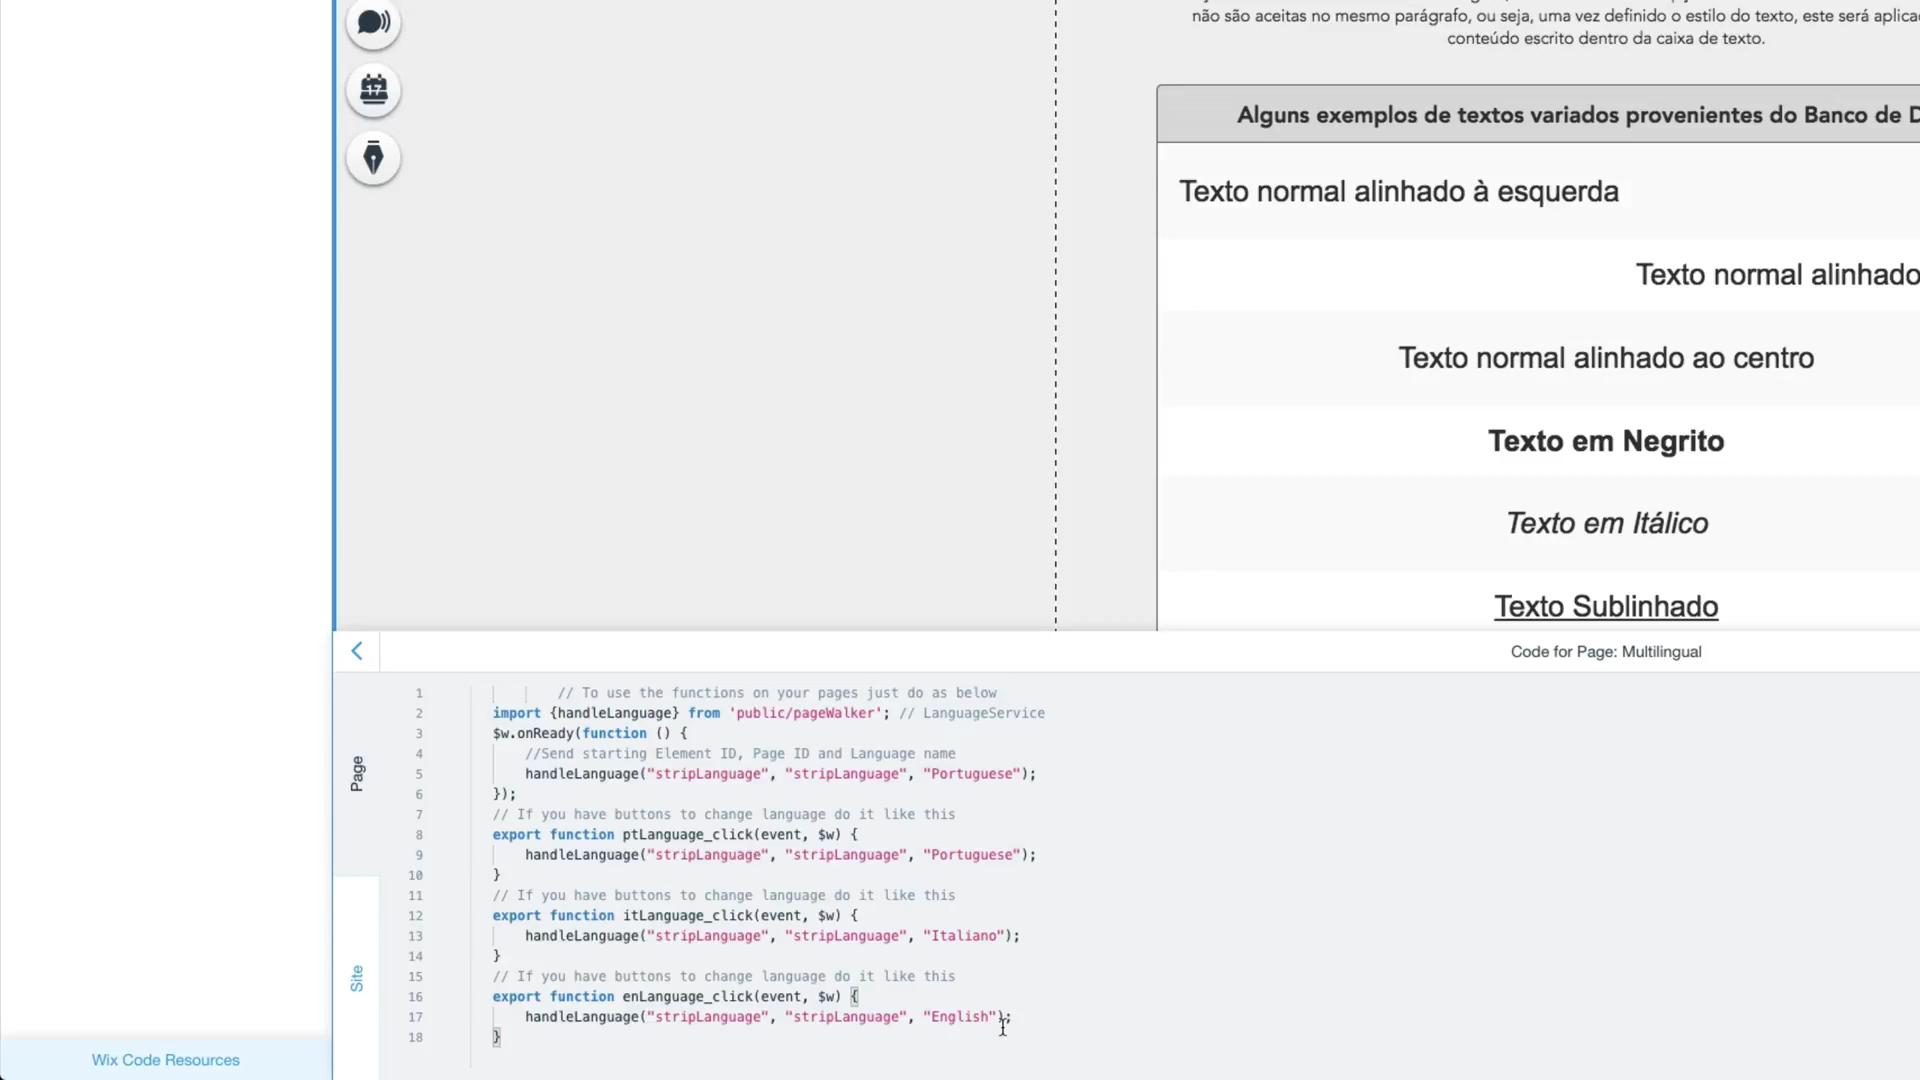 não são aceitas no mesmo parágrafo, ou seja, uma vez definido o estilo do texto, este será
conteúdo escrito dentro da caixa de texto.
17
Alguns exemplos de textos variados provenientes do Banco de
Texto normal alinhado à esquerda
Texto normal alinhado
Texto normal alinhado ao centro
Texto em Negrito
Texto em Itálico
Texto Sublinhado
Code for Page: Multilingual
Page
Site
1 // To use the functions on your pages just do as below
2 import {handleLanguage} from 'public/pageWalker'; // LanguageService
3 $w.onReady(function () {
4 //Send starting Element ID, Page ID and Language name
5 handleLanguage("stripLanguage", "stripLanguage", "Portuguese");
6 });
7 // If you have buttons to change language do it like this
8 export function ptLanguage_click(event, $w) {
9 handleLanguage("stripLanguage", "stripLanguage", "Portuguese");
10 }
11 // If you have buttons to change language do it like this
12 export function itLanguage_click(event, $w) {
13 handleLanguage("stripLanguage", "stripLanguage", "Italiano");
14 }
15 // If you have buttons to change language do it like this
16 export function enLanguage_click(event, $w) {
17 handleLanguage("stripLanguage", "stripLanguage", "English");
18 }
Wix Code Resources